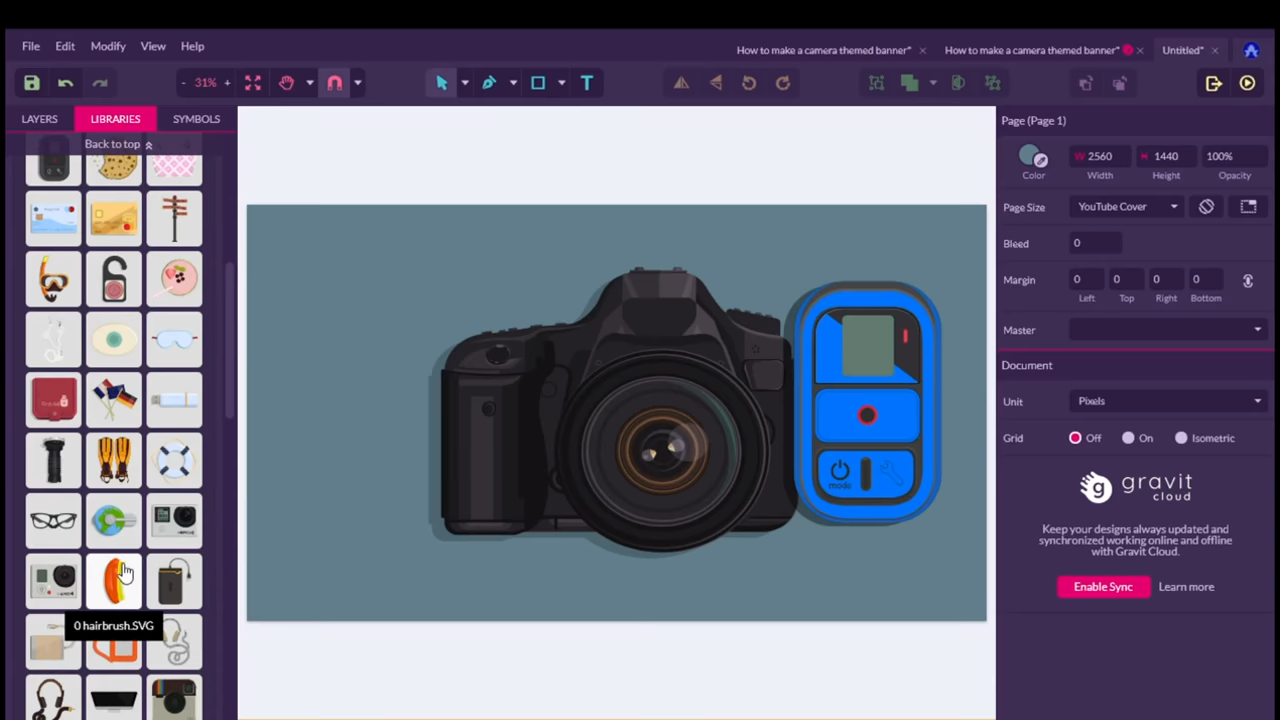 File Edit Modify View Help
How to make a camera themed banner* × How to make a camera themed banner* × Untitled* ×
- 31% + T
LAYERS LIBRARIES SYMBOLS
Back to top
0 hairbrush.SVG
mode
Page (Page 1)
W 2560 H 1440 100%
Color Width Height Opacity
Page Size YouTube Cover
Bleed 0
Margin 0 0 0 0
Left Top Right Bottom
Master
Document
Unit Pixels
Grid Off On Isometric
gravit
cloud
Keep your designs always updated and
synchronized working online and offline
with Gravit Cloud.
Enable Sync Learn more